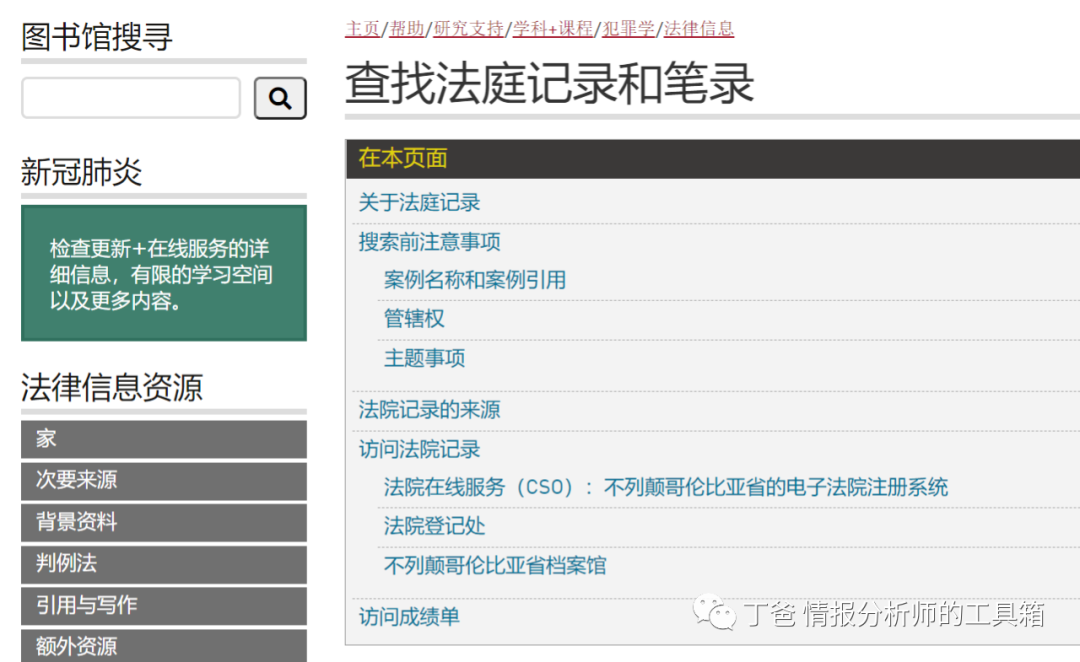 图书馆搜寻
新冠肺炎
检查更新+在线服务的详
细信息，有限的学习空间
以及更多内容。
法律信息资源
家
次要来源
背景资料
判例法
引用与写作
额外资源
主页/帮助/研究支持/学科+课程/犯罪学/法律信息
查找法庭记录和笔录
在本页面
关于法庭记录
搜索前注意事项
案例名称和案例引用
管辖权
主题事项
法院记录的来源
访问法院记录
法院在线服务（CSO）：不列颠哥伦比亚省的电子法院注册系统
法院登记处
不列颠哥伦比亚省档案馆
访问成绩单
丁爸 情报分析师的工具箱